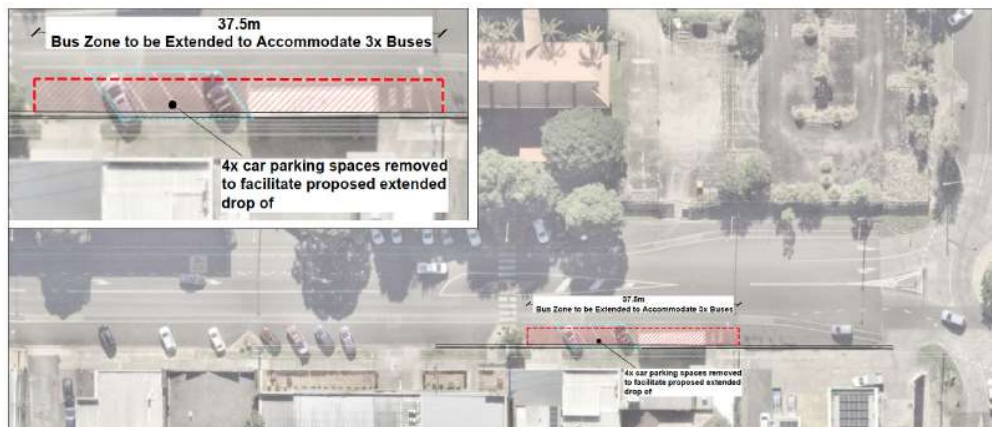 37.5m
Bus Zone to be Extended to Accommodate 3x Buses
4x car parking spaces removed
to facilitate proposed extended
drop of
37.5m
Bus Zone to be Extended to Accommodate 3x Buses
4x car parking spaces removed
to facilitate proposed extended
drop of